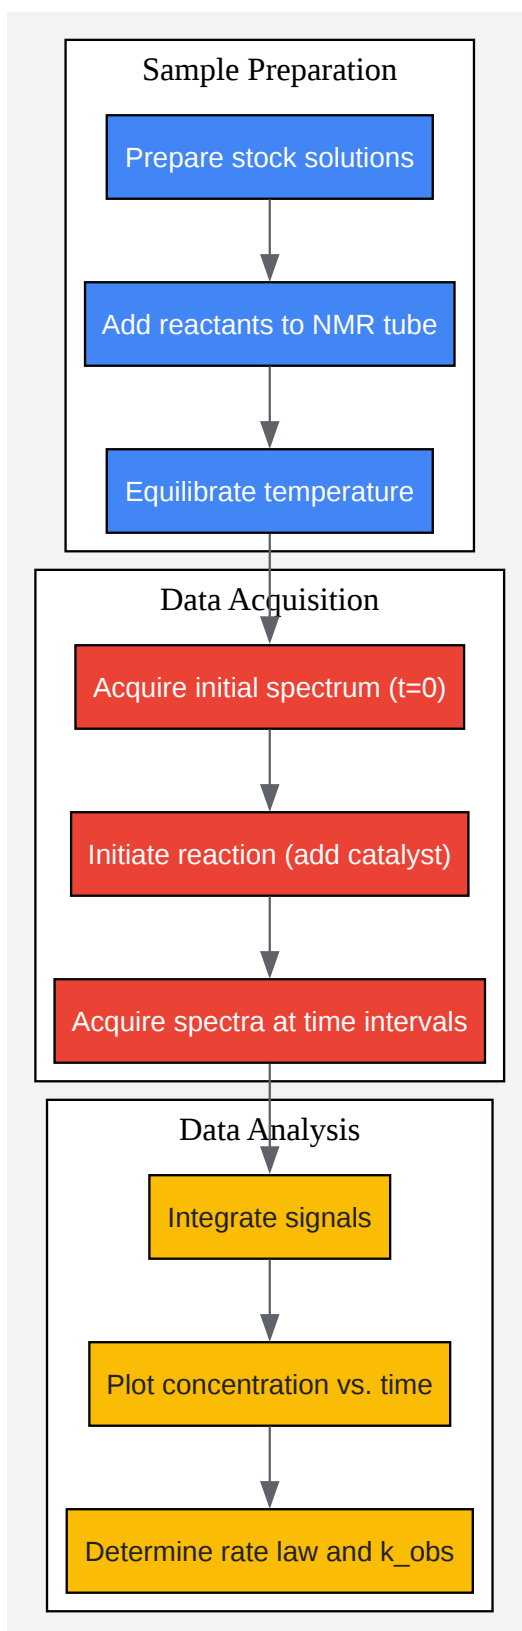 Sample Preparation
Prepare stock solutions
Add reactants to NMR tube
Equilibrate temperature
Data Acquisition
Acquire initial spectrum (t=0)
Initiate reaction (add catalyst)
Acquire spectra at time intervals
Data Analysis
Integrate signals
Plot concentration vs. time
Determine rate law and k_obs